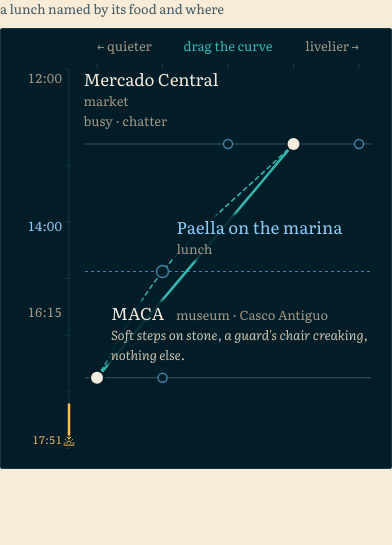 a lunch named by its food and where
← quieter drag the curve livelier →
12:00 Mercado Central
market
busy · chatter
14:00 Paella on the marina
lunch
16:15 MACA museum · Casco Antiguo
Soft steps on stone, a guard's chair creaking,
nothing else.
17:51